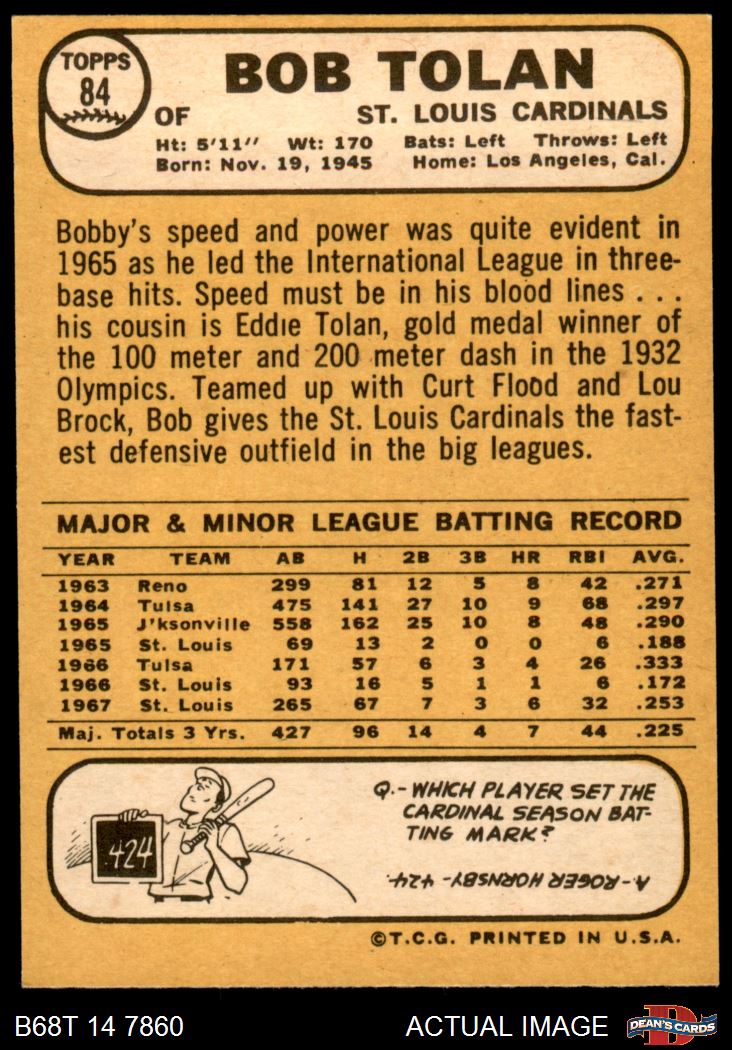 TOPPS
84
BOB TOLAN
OF ST. LOUIS CARDINALS
Ht: 5'11" Wt: 170 Bats: Left Throws: Left
Born: Nov. 19, 1945 Home: Los Angeles, Cal.
Bobby's speed and power was quite evident in
1965 as he led the International League in three-
base hits. Speed must be in his blood lines . . .
his cousin is Eddie Tolan, gold medal winner of
the 100 meter and 200 meter dash in the 1932
Olympics. Teamed up with Curt Flood and Lou
Brock, Bob gives the St. Louis Cardinals the fast-
est defensive outfield in the big leagues.
MAJOR & MINOR LEAGUE BATTING RECORD
YEAR TEAM AB H 2B 3B HR RBI AVG.
1963 Reno 299 81 12 5 8 42 .271
1964 Tulsa 475 141 27 10 9 68 .297
1965 J'ksonville 558 162 25 10 8 48 .290
1965 St. Louis 69 13 2 0 0 6 .188
1966 Tulsa 171 57 6 3 4 26 .333
1966 St. Louis 93 16 5 1 1 6 .172
1967 St. Louis 265 67 7 3 6 32 .253
Maj. Totals 3 Yrs. 427 96 14 4 7 44 .225
.424
Q.- WHICH PLAYER SET THE
CARDINAL SEASON BAT-
TING MARK?
A- ROGER HORNSBY- .424
©T.C.G. PRINTED IN U.S.A.
B68T 14 7860 ACTUAL IMAGE DEAN'S CARDS